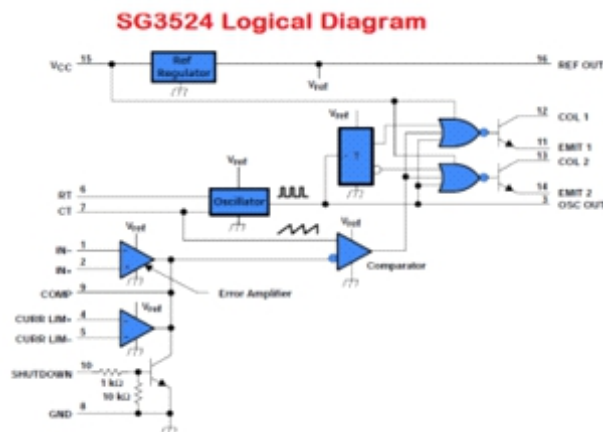 SG3524 Logical Diagram
VCC 15
Ref Regulator
16 REF OUT
Vref
Vref
T
12 COL 1
11 EMIT 1
13 COL 2
14 EMIT 2
3 OSC OUT
Vref
RT 6
CT 7
Oscillator
Vref
Vref
IN− 1
IN+ 2
COMP 9
Comparator
Error Amplifier
CURR LIM+ 4
CURR LIM− 5
Vref
SHUTDOWN 10
1 kΩ
10 kΩ
GND 8